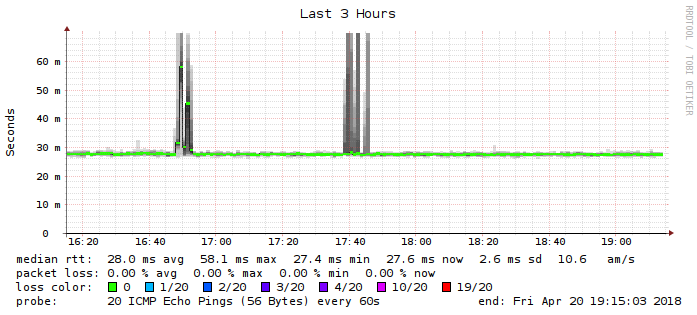 Last 3 Hours
RRDTOOL / TOBI OETIKER
Seconds
60 m
50 m
40 m
30 m
20 m
10 m
0
16:20 16:40 17:00 17:20 17:40 18:00 18:20 18:40 19:00
median rtt: 28.0 ms avg 58.1 ms max 27.4 ms min 27.6 ms now 2.6 ms sd 10.6 am/s
packet loss: 0.00 % avg 0.00 % max 0.00 % min 0.00 % now
loss color: 0 1/20 2/20 3/20 4/20 10/20 19/20
probe: 20 ICMP Echo Pings (56 Bytes) every 60s end: Fri Apr 20 19:15:03 2018